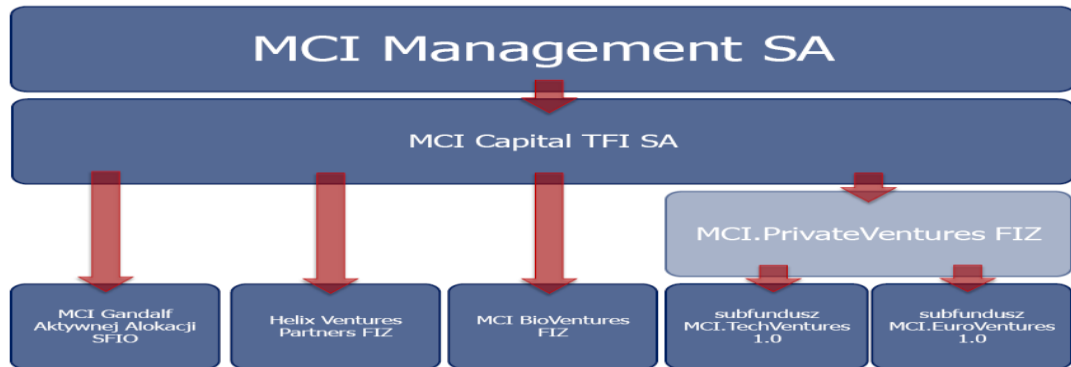 MCI Management SA
MCI Capital TFI SA
MCI.PrivateVentures FIZ
MCI Gandalf
Aktywnej Alokacji
SFIO
Helix Ventures
Partners FIZ
MCI BioVentures
FIZ
subfundusz
MCI.TechVentures
1.0
subfundusz
MCI.EuroVentures
1.0